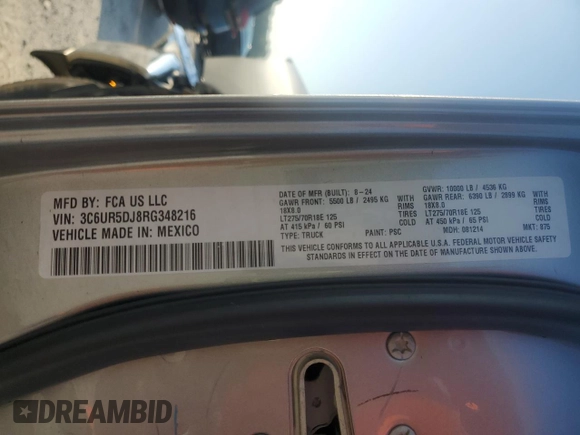 MFD BY: FCA US LLC
VIN: 3C6UR5DJ8RG348216
VEHICLE MADE IN: MEXICO
DATE OF MFR (BUILT): 8-24
GAWR FRONT: 5500 LB / 2495 KG
18X8.0
LT275/70R18E 125
AT 415 kPa / 60 PSI
TYPE: TRUCK
WITH
RIMS
TIRES
COLD
PAINT: PSC
GVWR: 10000 LB / 4536 KG
GAWR REAR: 6390 LB / 2899 KG
18X8.0
LT275/70R18E 125
AT 450 kPa / 65 PSI
MDH: 081214
WITH
RIMS
TIRES
COLD
MKT: 875
THIS VEHICLE CONFORMS TO ALL APPLICABLE U.S.A. FEDERAL MOTOR VEHICLE SAFETY
STANDARDS IN EFFECT ON THE DATE OF MANUFACTURE SHOWN ABOVE.
DREAMBID